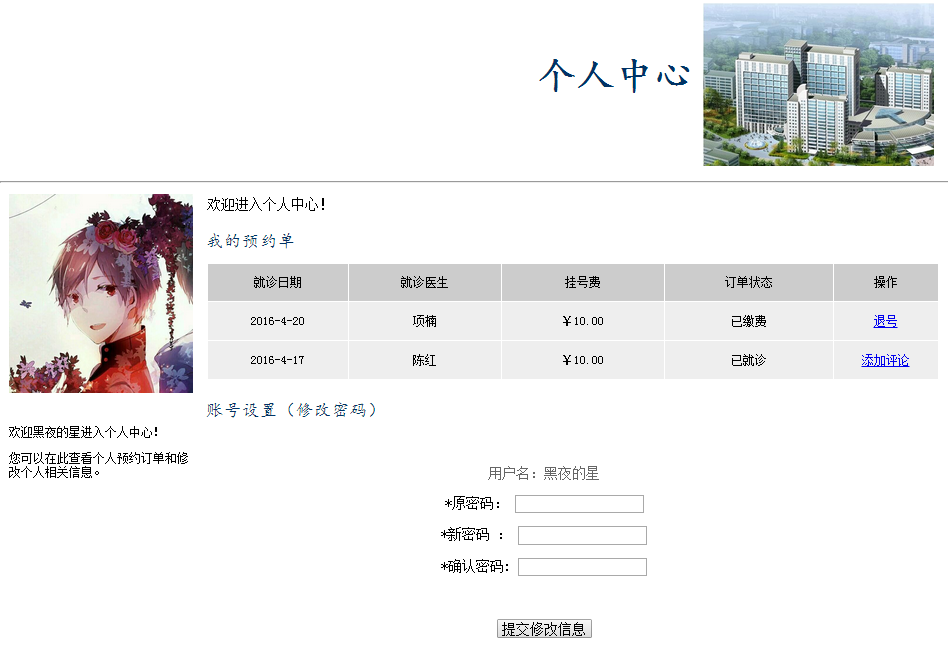 个人中心
欢迎进入个人中心！
我的预约单
就诊日期 就诊医生 挂号费 订单状态 操作
2016-4-20 项楠 ￥10.00 已缴费 退号
2016-4-17 陈红 ￥10.00 已就诊 添加评论
账号设置（修改密码）
欢迎黑夜的星进入个人中心！
您可以在此查看个人预约订单和修
改个人相关信息。
用户名：黑夜的星
*原密码：
*新密码 ：
*确认密码：
提交修改信息